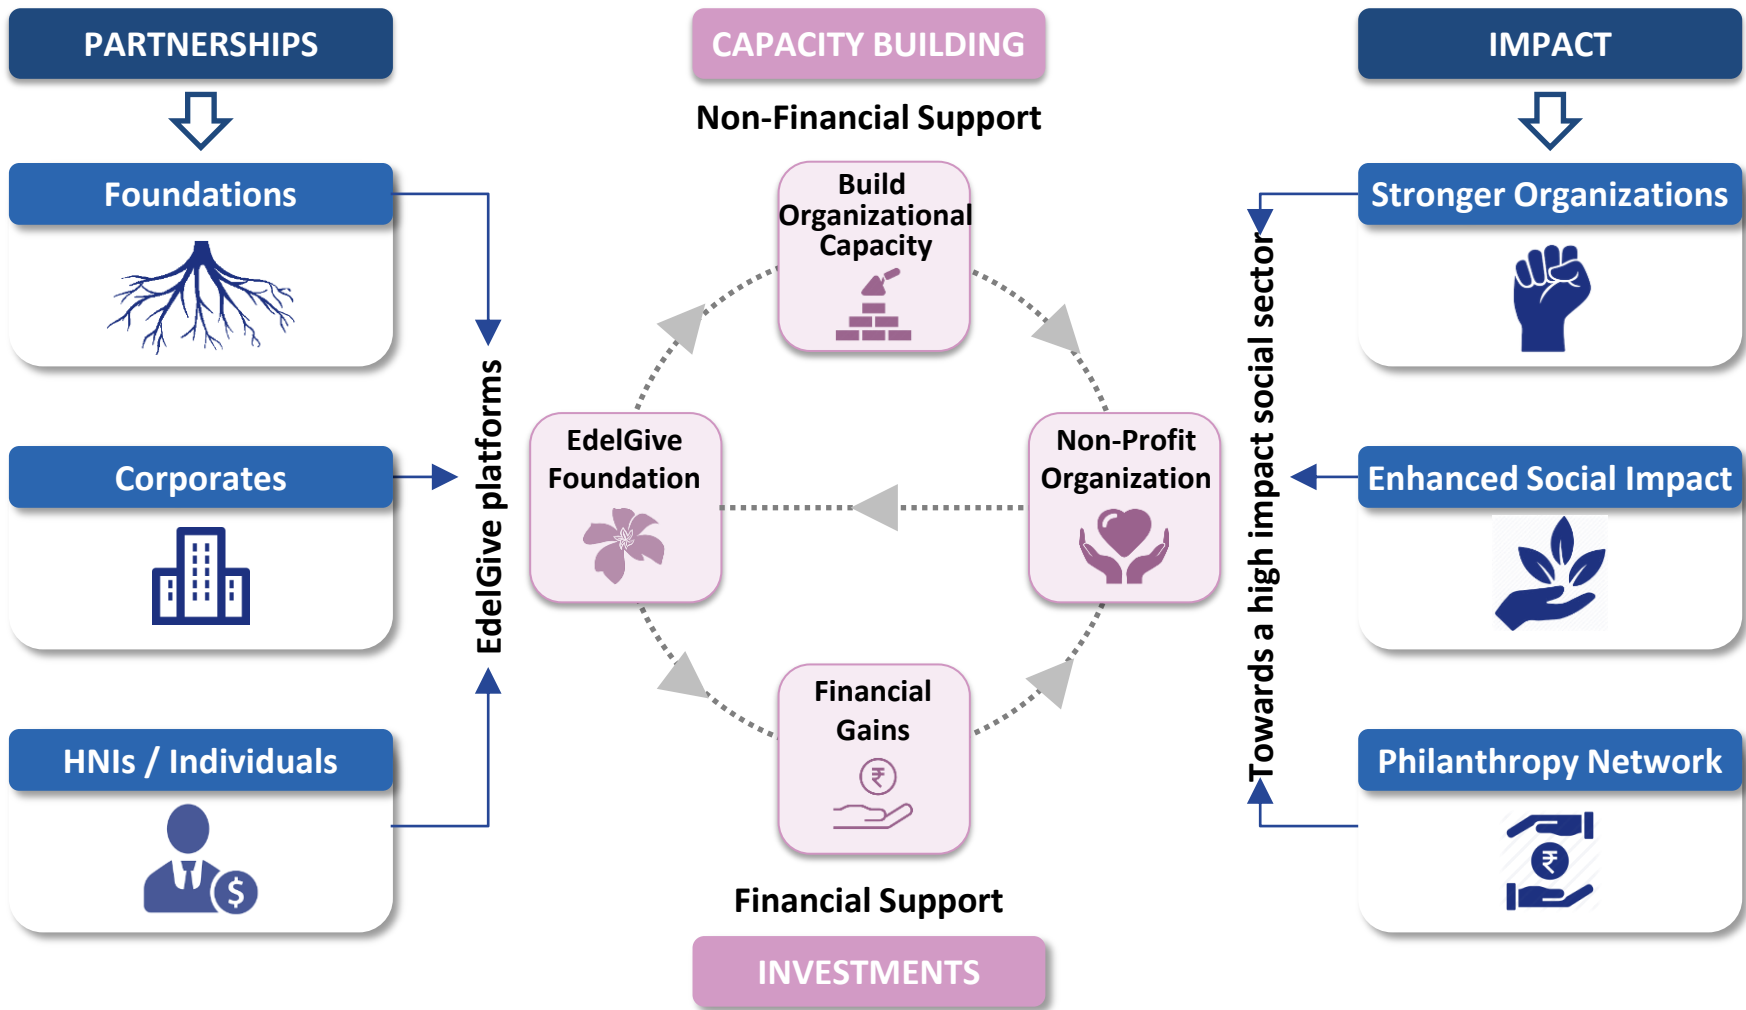 PARTNERSHIPS
Foundations
Corporates
HNIs / Individuals
$
EdelGive platforms
CAPACITY BUILDING
Non-Financial Support
Build
Organizational
Capacity
EdelGive
Foundation
Non-Profit
Organization
Financial
Gains
₹
Financial Support
INVESTMENTS
Towards a high impact social sector
IMPACT
Stronger Organizations
Enhanced Social Impact
Philanthropy Network
₹